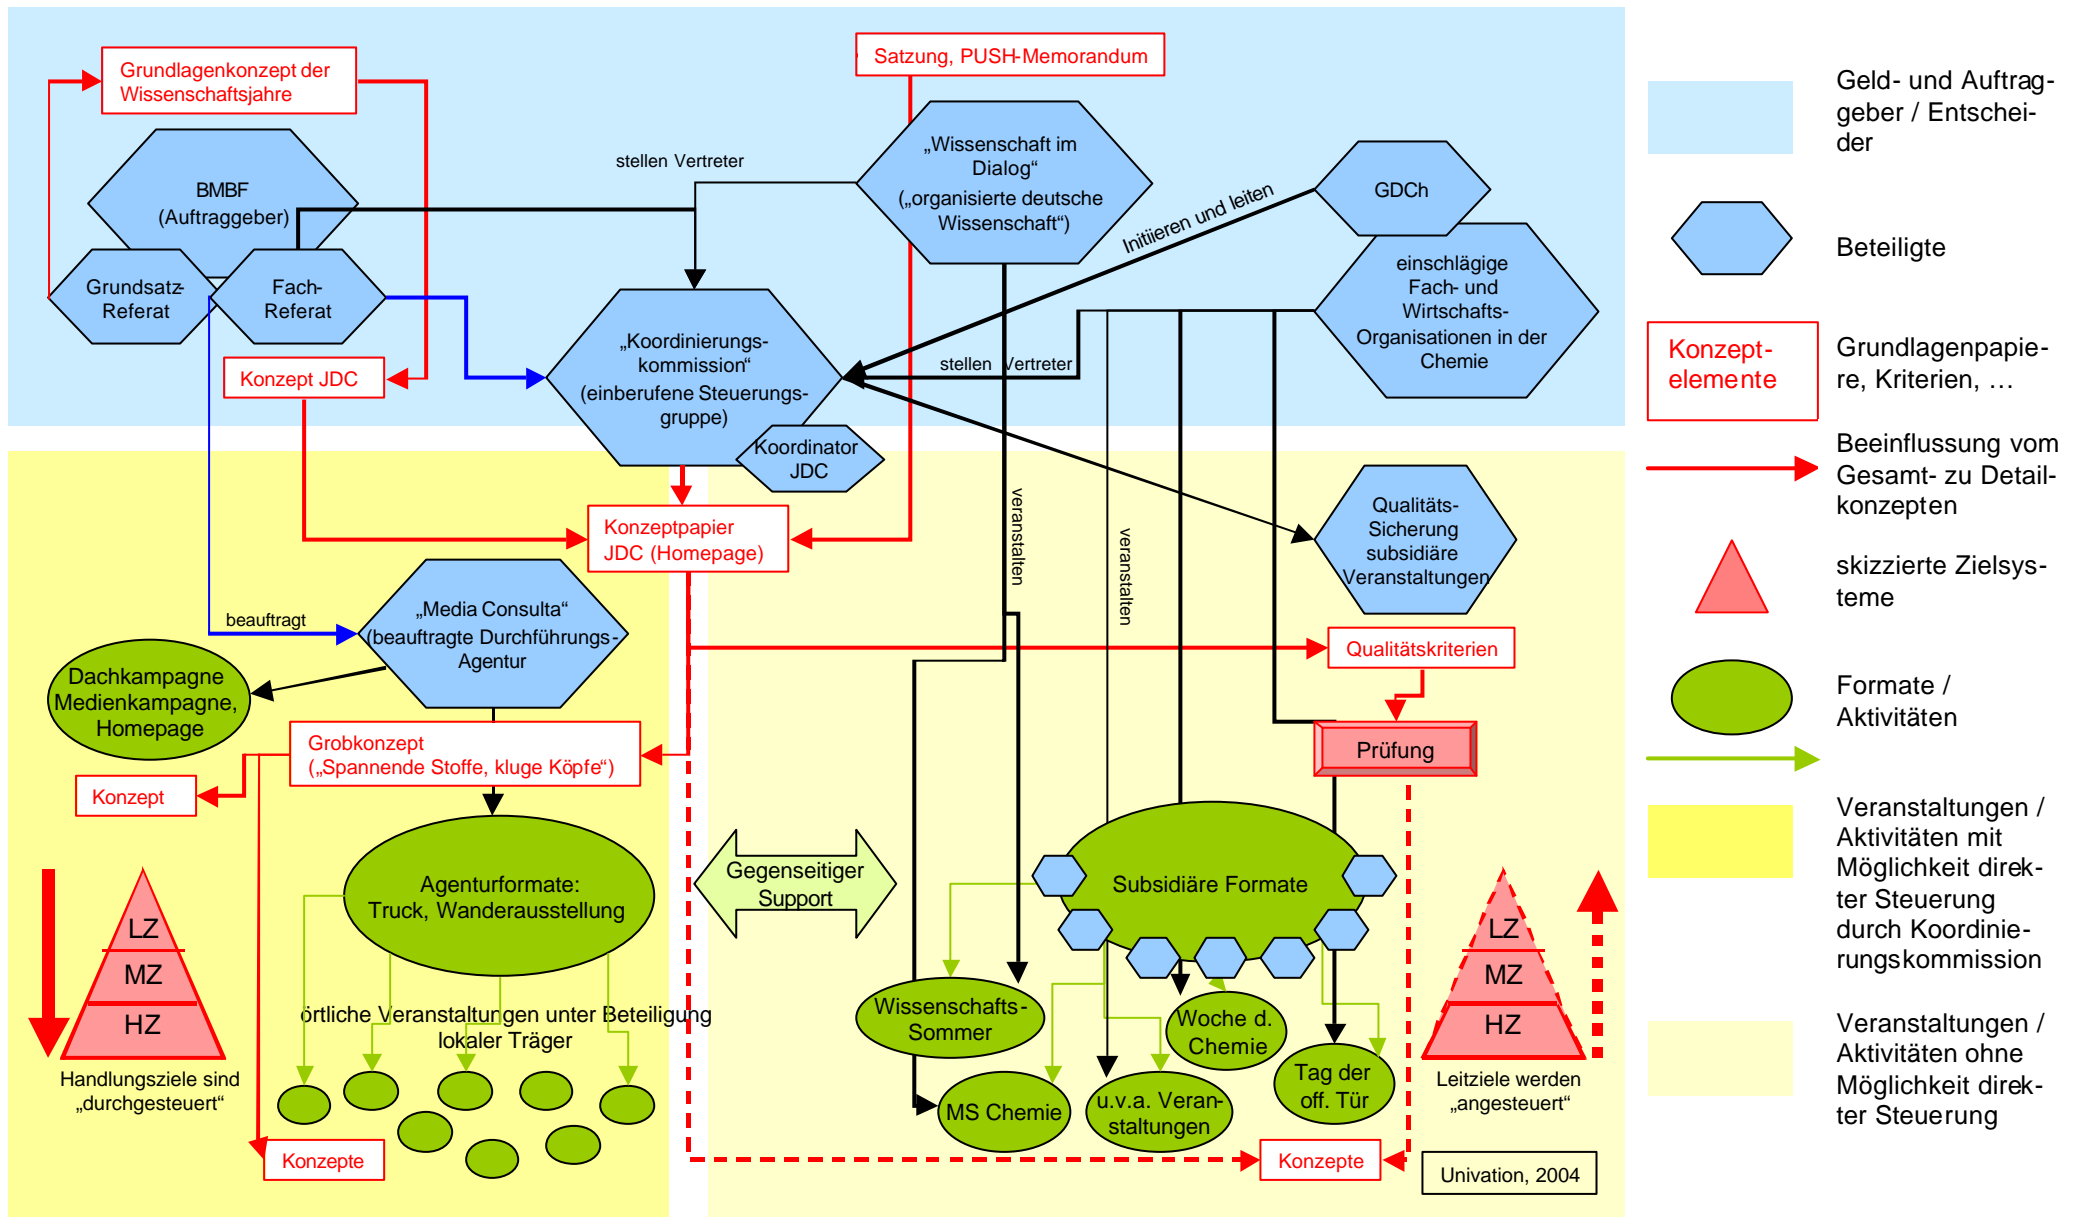 Grundlagenkonzept der
Wissenschaftsjahre
Satzung, PUSH-Memorandum
BMBF
(Auftraggeber)
Grundsatz-
Referat
Fach-
Referat
stellen Vertreter
„Wissenschaft im
Dialog“
(„organisierte deutsche
Wissenschaft“)
Initiieren und leiten
GDCh
einschlägige
Fach- und
Wirtschafts-
Organisationen in der
Chemie
„Koordinierungs-
kommission“
(einberufene Steuerungs-
gruppe)
stellen Vertreter
Konzept JDC
Koordinator
JDC
Konzeptpapier
JDC (Homepage)
veranstalten
veranstalten
Qualitäts-
Sicherung
subsidiäre
Veranstaltungen
beauftragt
„Media Consulta“
(beauftragte Durchführungs-
Agentur
Qualitätskriterien
Dachkampagne
Medienkampagne,
Homepage
Grobkonzept
(„Spannende Stoffe, kluge Köpfe“)
Prüfung
Konzept
Agenturformate:
Truck, Wanderausstellung
Gegenseitiger
Support
Subsidiäre Formate
LZ
MZ
HZ
Handlungsziele sind
„durchgesteuert“
örtliche Veranstaltungen unter Beteiligung
lokaler Träger
Konzepte
Wissenschafts-
Sommer
Woche d.
Chemie
MS Chemie
u.v.a. Veran-
staltungen
Tag der
off. Tür
LZ
MZ
HZ
Leitziele werden
„angesteuert“
Konzepte
Univation, 2004
Geld- und Auftrag-
geber / Entschei-
der
Beteiligte
Konzept-
elemente
Grundlagenpapie-
re, Kriterien, …
Beeinflussung vom
Gesamt- zu Detail-
konzepten
skizzierte Zielsys-
teme
Formate /
Aktivitäten
Veranstaltungen /
Aktivitäten mit
Möglichkeit direk-
ter Steuerung
durch Koordinie-
rungskommission
Veranstaltungen /
Aktivitäten ohne
Möglichkeit direk-
ter Steuerung